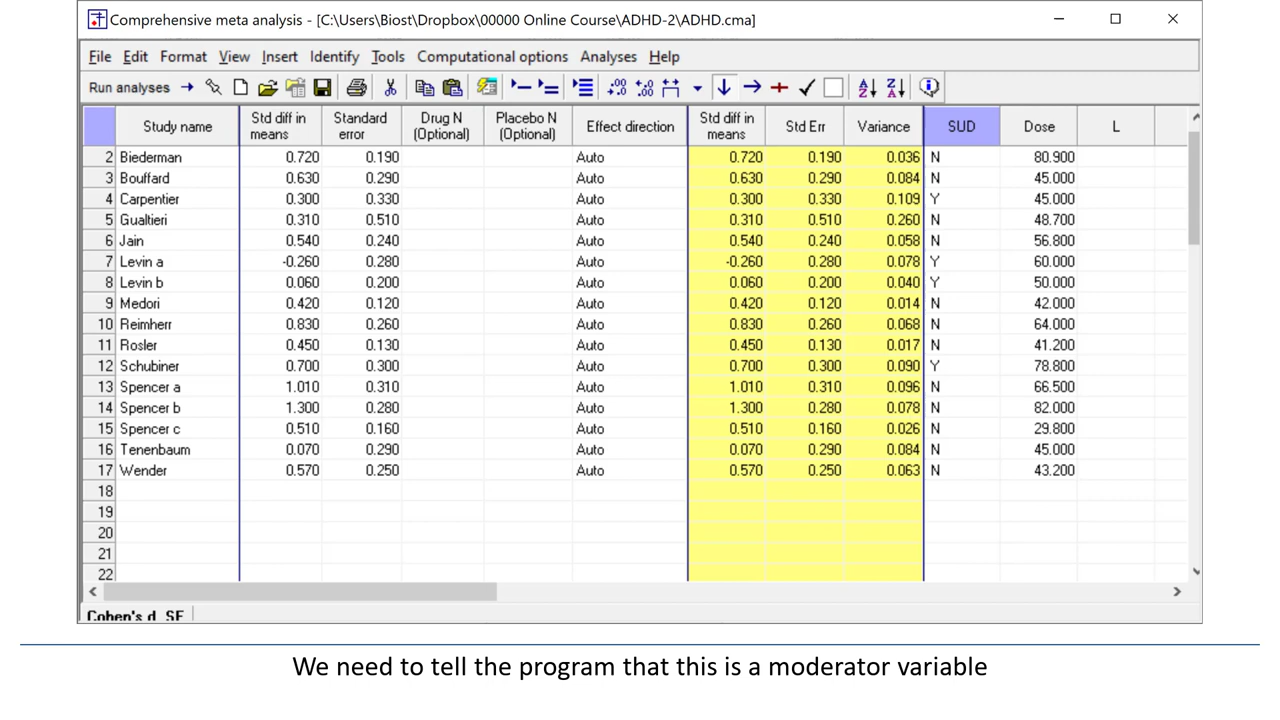 Comprehensive meta analysis - [C:\Users\Biost\Dropbox\00000 Online Course\ADHD-2\ADHD.cma]
File Edit Format View Insert Identify Tools Computational options Analyses Help
Run analyses
Study name Std diff in means Standard error Drug N (Optional) Placebo N (Optional) Effect direction Std diff in means Std Err Variance SUD Dose L
2 Biederman 0.720 0.190 Auto 0.720 0.190 0.036 N 80.900
3 Bouffard 0.630 0.290 Auto 0.630 0.290 0.084 N 45.000
4 Carpentier 0.300 0.330 Auto 0.300 0.330 0.109 Y 45.000
5 Gualtieri 0.310 0.510 Auto 0.310 0.510 0.260 N 48.700
6 Jain 0.540 0.240 Auto 0.540 0.240 0.058 N 56.800
7 Levin a -0.260 0.280 Auto -0.260 0.280 0.078 Y 60.000
8 Levin b 0.060 0.200 Auto 0.060 0.200 0.040 Y 50.000
9 Medori 0.420 0.120 Auto 0.420 0.120 0.014 N 42.000
10 Reimherr 0.830 0.260 Auto 0.830 0.260 0.068 N 64.000
11 Rosler 0.450 0.130 Auto 0.450 0.130 0.017 N 41.200
12 Schubiner 0.700 0.300 Auto 0.700 0.300 0.090 Y 78.800
13 Spencer a 1.010 0.310 Auto 1.010 0.310 0.096 N 66.500
14 Spencer b 1.300 0.280 Auto 1.300 0.280 0.078 N 82.000
15 Spencer c 0.510 0.160 Auto 0.510 0.160 0.026 N 29.800
16 Tenenbaum 0.070 0.290 Auto 0.070 0.290 0.084 N 45.000
17 Wender 0.570 0.250 Auto 0.570 0.250 0.063 N 43.200
18
19
20
21
22
Cohen's d, SE
We need to tell the program that this is a moderator variable